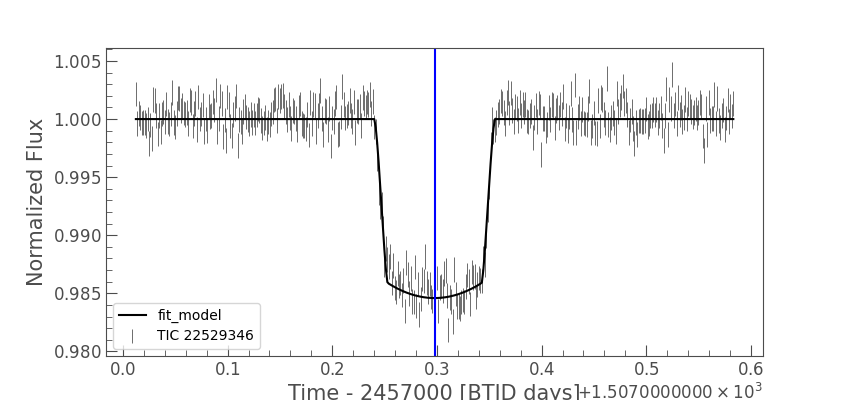 1.005
1.000
0.995
0.990
0.985
0.980
Normalized Flux
fit_model
TIC 22529346
0.0 0.1 0.2 0.3 0.4 0.5 0.6
Time - 2457000 [BTJD days]
+1.5070000000 × 10³